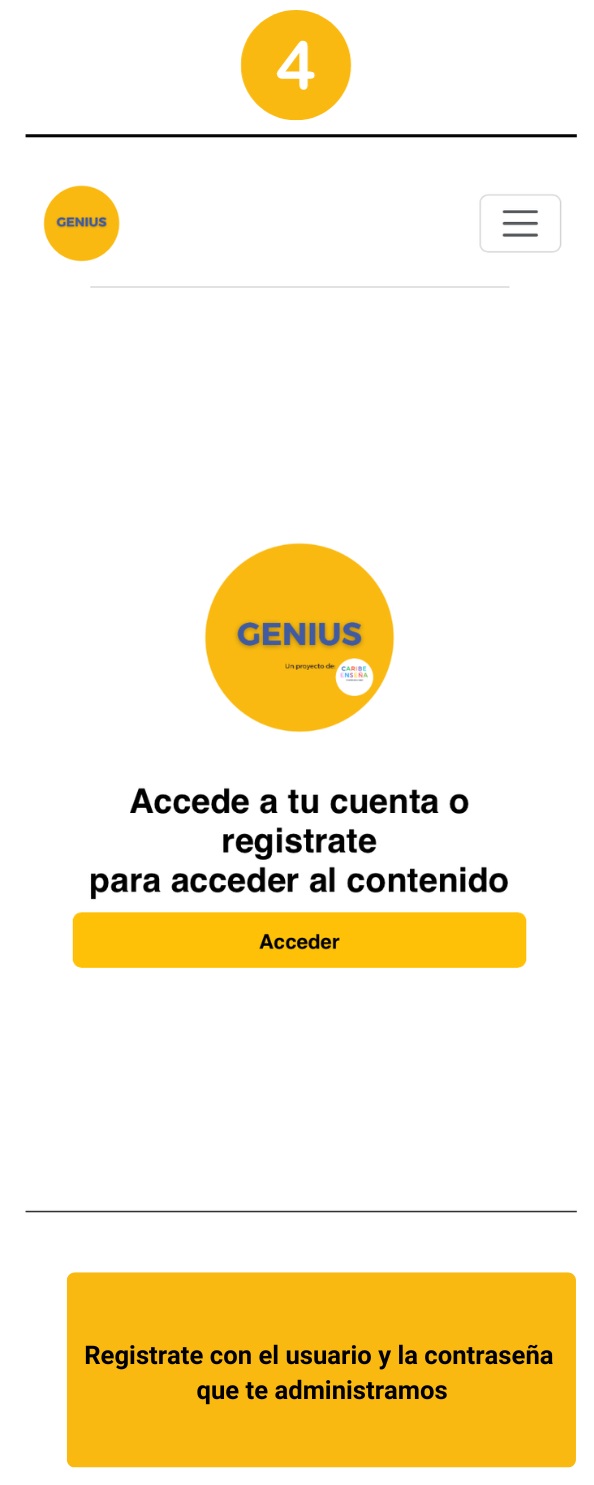 4
GENIUS
GENIUS
Un proyecto de:
CARIBE
ENSEÑA
Accede a tu cuenta o
registrate
para acceder al contenido
Acceder
Registrate con el usuario y la contraseña
que te administramos